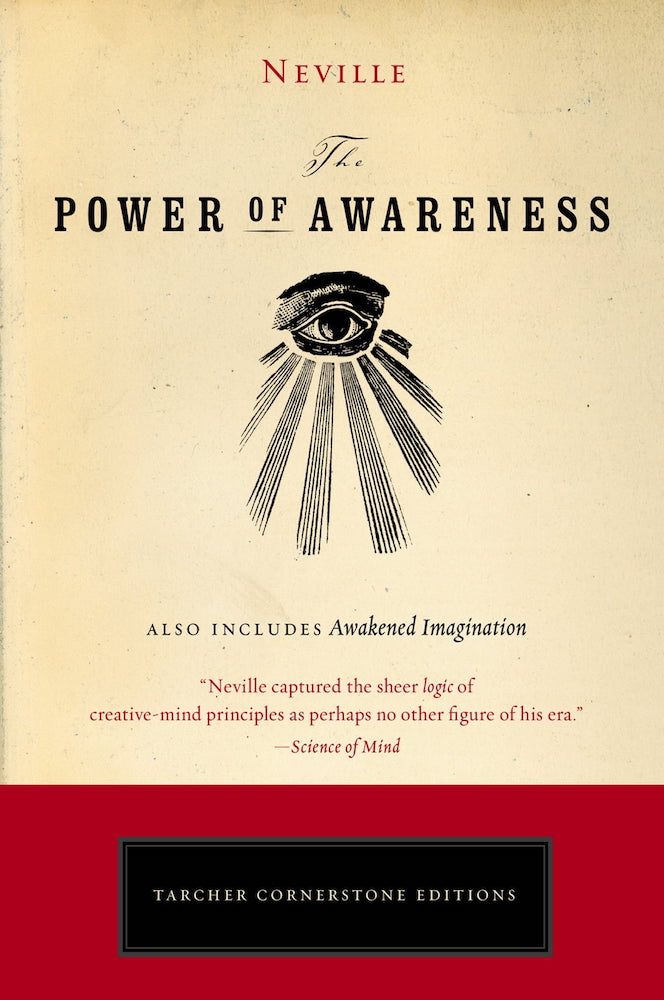 NEVILLE
The
POWER OF AWARENESS
ALSO INCLUDES Awakened Imagination
“Neville captured the sheer logic of
creative-mind principles as perhaps no other figure of his era.”
—Science of Mind
TARCHER CORNERSTONE EDITIONS